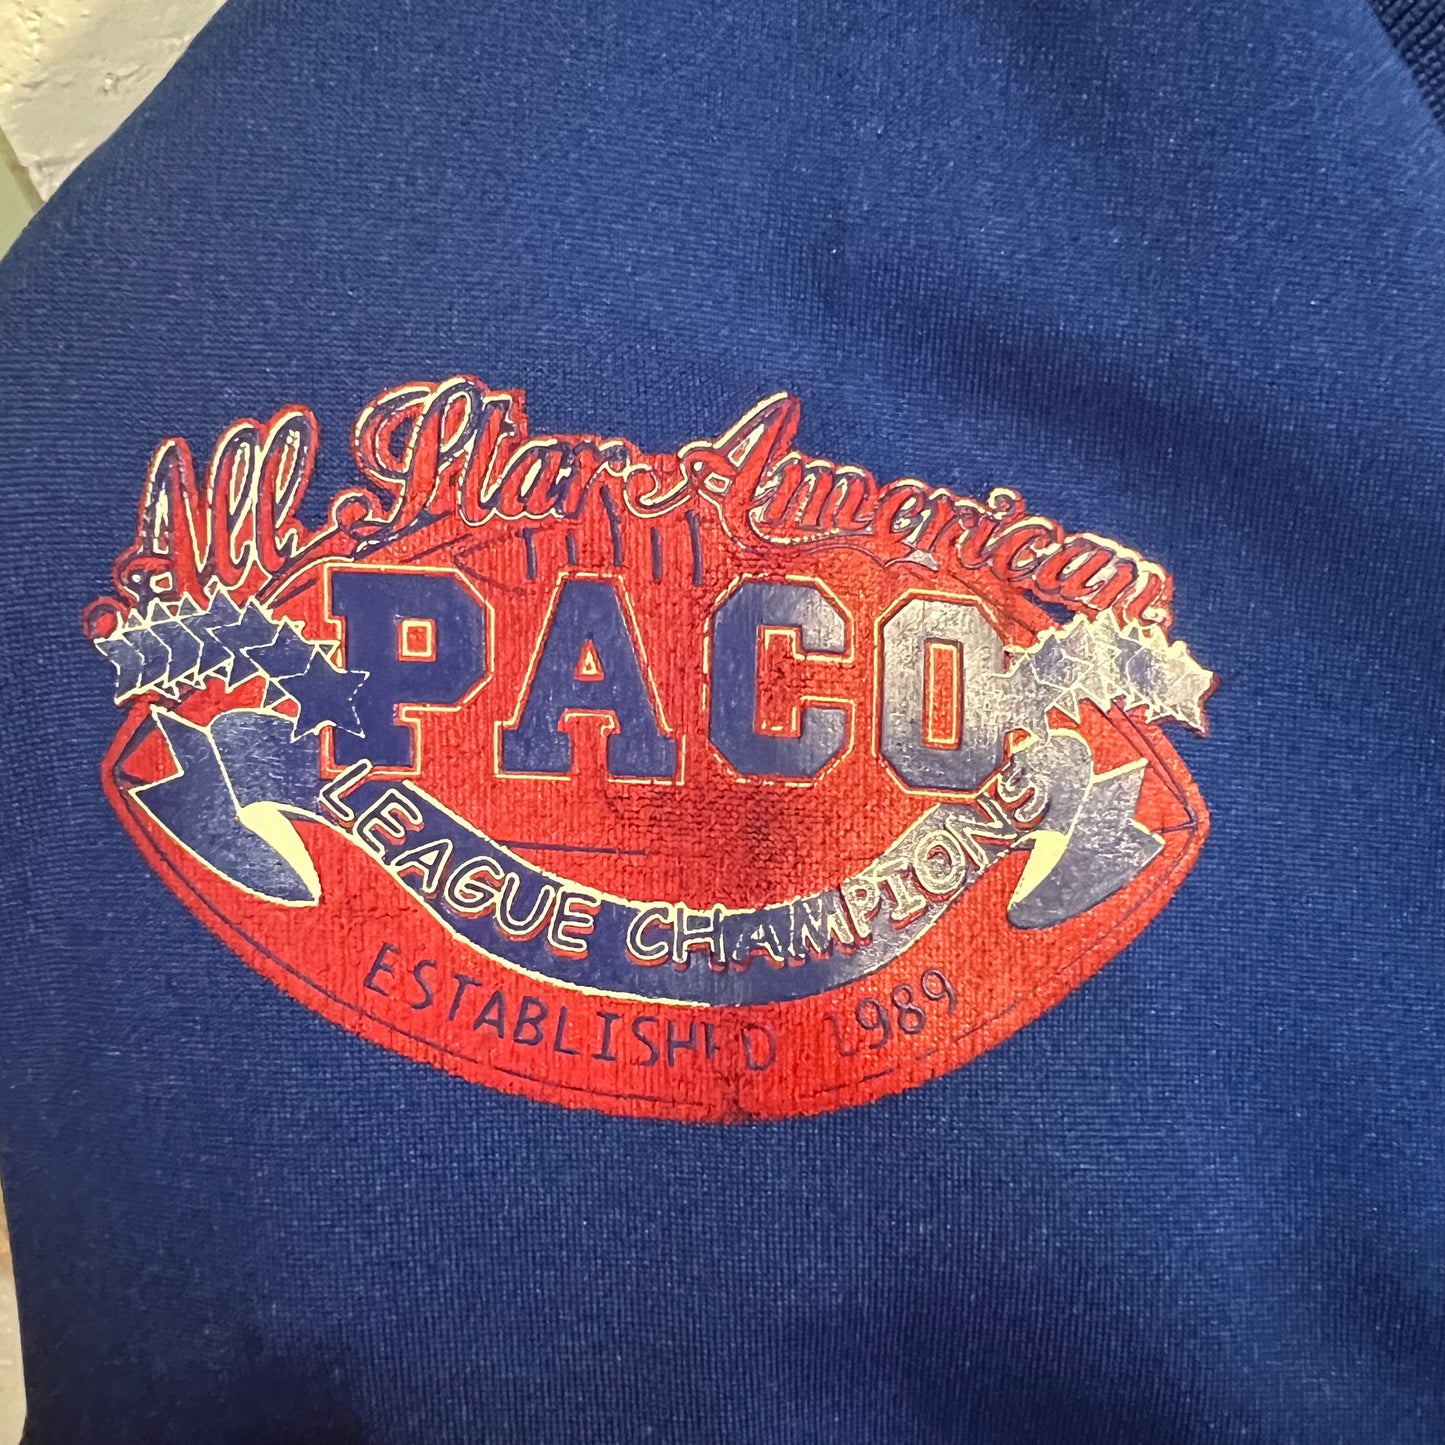 All Star American
PACO
LEAGUE CHAMPIONS
ESTABLISHED 1989